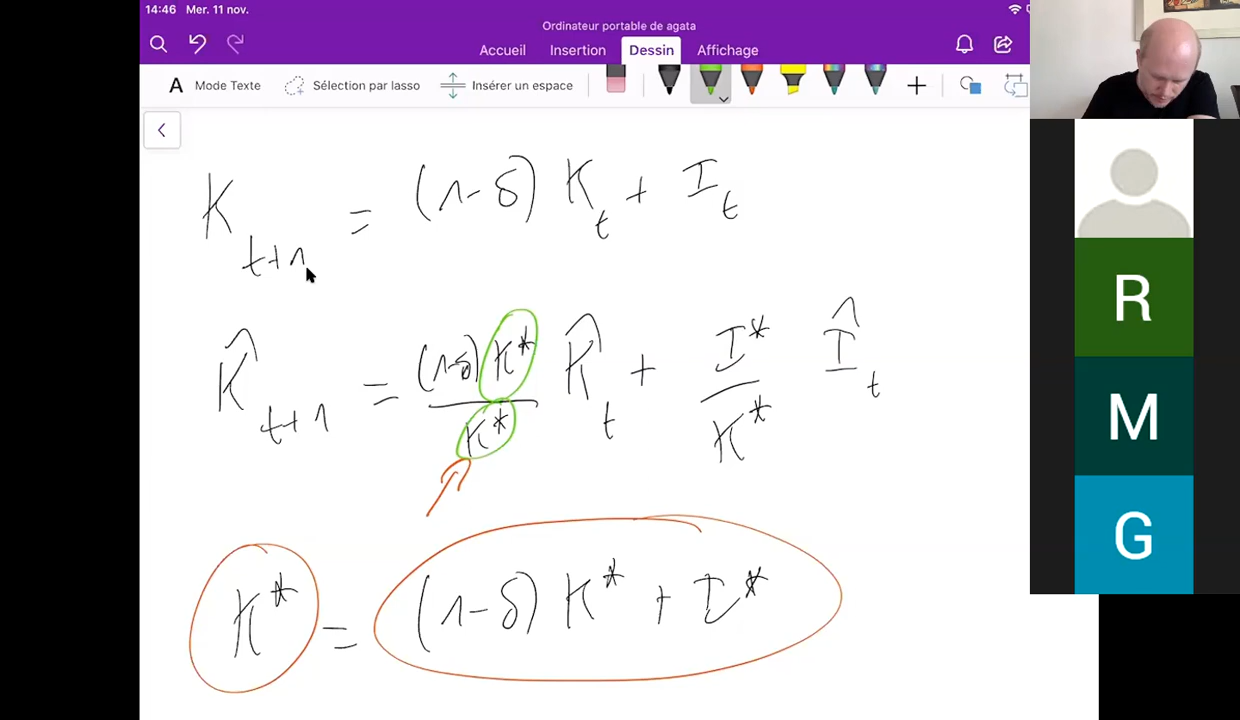 14:46 Mer. 11 nov.
Ordinateur portable de agata
Accueil Insertion Dessin Affichage
A Mode Texte Sélection par lasso Insérer un espace
K_{t+1} = (1-δ) K_t + I_t
K̂_{t+1} = (1-δ) K* / K* K̂_t + I* / K* Î_t
K* = (1-δ) K* + I*
R
M
G